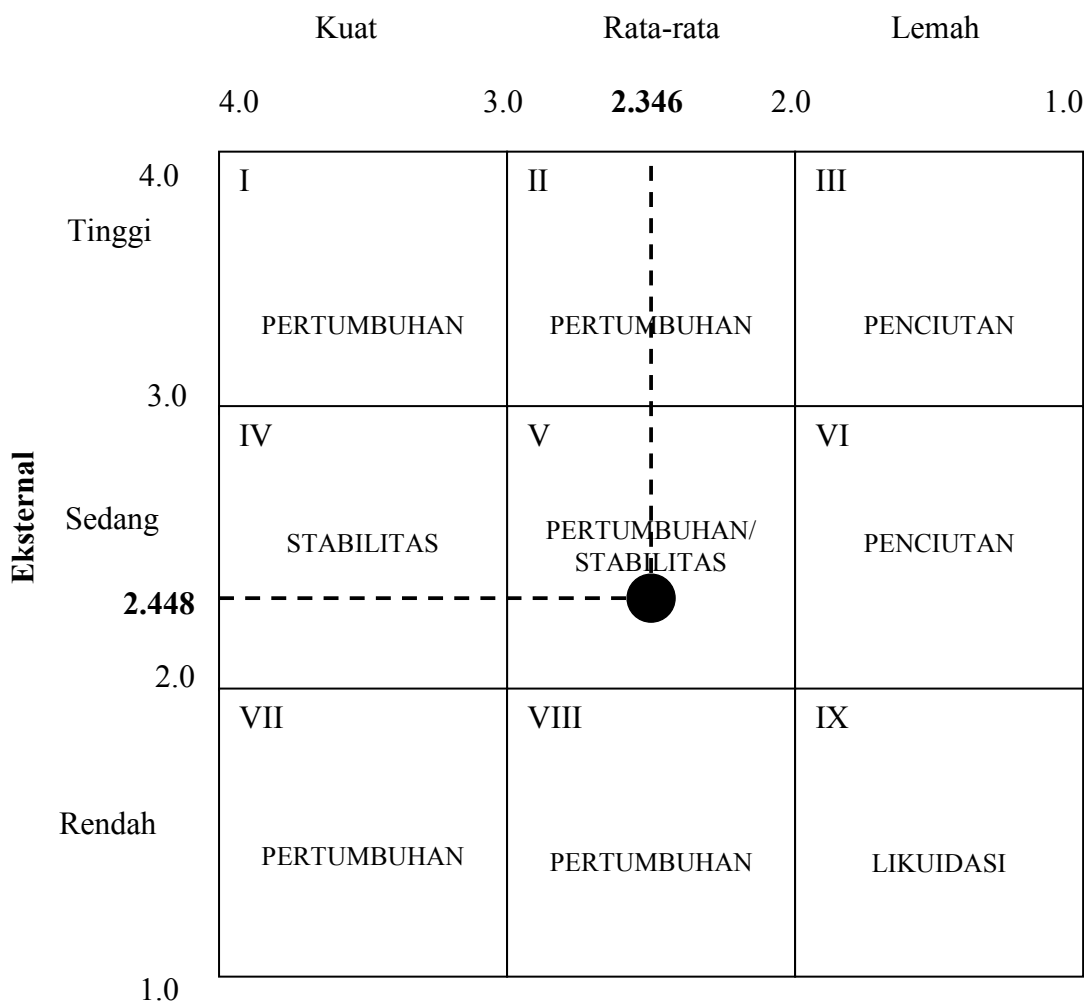 Kuat Rata-rata Lemah
4.0 3.0 2.346 2.0 1.0
4.0
Tinggi
I II III
PERTUMBUHAN PERTUMBUHAN PENCIUTAN
3.0
Eksternal
IV V VI
Sedang
STABILITAS PERTUMBUHAN/ PENCIUTAN
STABILITAS
2.448
2.0
VII VIII IX
Rendah
PERTUMBUHAN PERTUMBUHAN LIKUIDASI
1.0